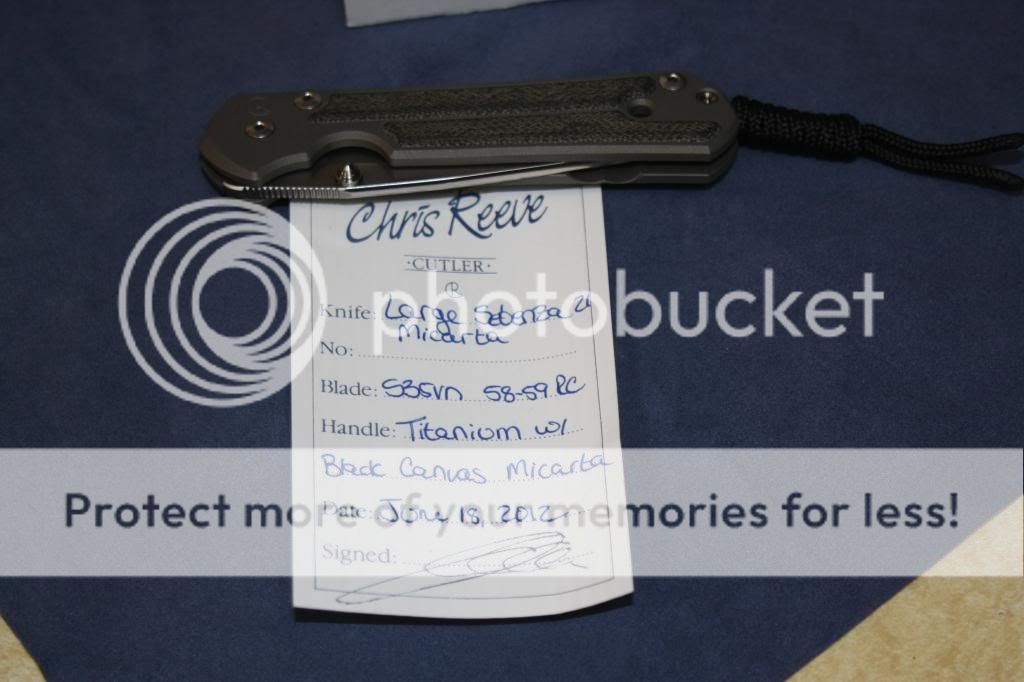 Chris Reeve
·CUTLER·
®
Knife: Large Sebenza 21
Micarta
No:
photobucket
Blade: S35VN 58-59 RC
Handle: Titanium w/
Black Canvas Micarta
Protect more of your memories for less!
Date: June 18, 2012
Signed: